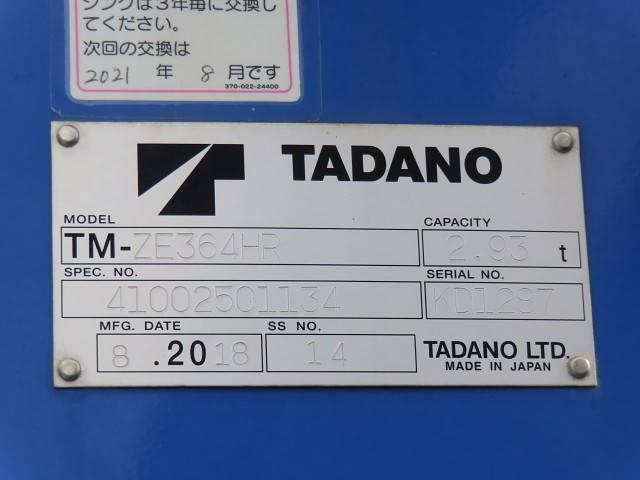 シングは3年毎に交換し
てください。
次回の交換は
2021 年 8 月です
370-022-24400
TADANO
MODEL
TM-ZE364HR
CAPACITY
2.93 t
SPEC. NO.
41002501134
SERIAL NO.
KD1287
MFG. DATE
8 .2018
SS NO.
14
TADANO LTD.
MADE IN JAPAN